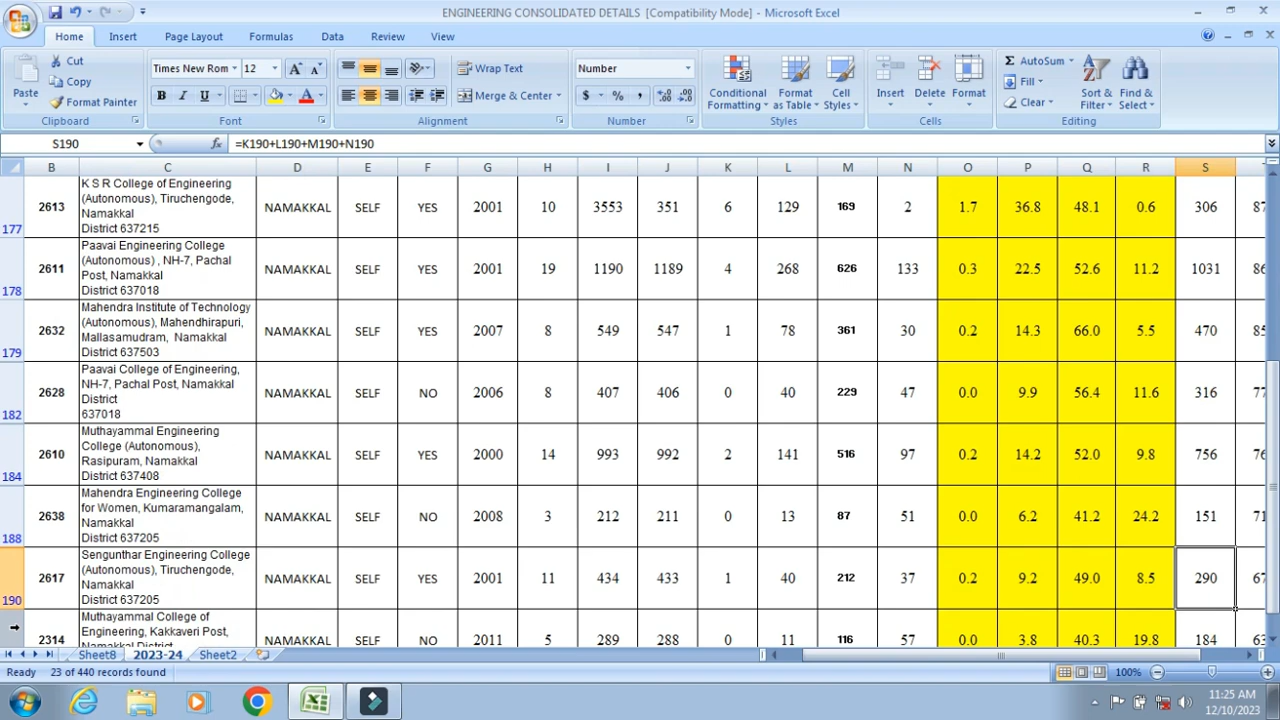 ENGINEERING CONSOLIDATED DETAILS [Compatibility Mode] - Microsoft Excel
Home Insert Page Layout Formulas Data Review View
Cut
Copy
Format Painter
Paste
Clipboard
Times New Rom 12
B I U
Font
Wrap Text
Merge & Center
Alignment
Number
$ % ,
Number
Conditional Formatting
Format as Table
Cell Styles
Styles
Insert Delete Format
Cells
AutoSum
Fill
Clear
Sort & Filter
Find & Select
Editing
S190 fx =K190+L190+M190+N190
B C D E F G H I J K L M N O P Q R S
K S R College of Engineering
(Autonomous), Tiruchengode,
Namakkal
District 637215
177 2613 NAMAKKAL SELF YES 2001 10 3553 351 6 129 169 2 1.7 36.8 48.1 0.6 306 87
Paavai Engineering College
(Autonomous) , NH-7, Pachal
Post, Namakkal
District 637018
178 2611 NAMAKKAL SELF YES 2001 19 1190 1189 4 268 626 133 0.3 22.5 52.6 11.2 1031 86
Mahendra Institute of Technology
(Autonomous), Mahendhirapuri,
Mallasamudram, Namakkal
District 637503
179 2632 NAMAKKAL SELF YES 2007 8 549 547 1 78 361 30 0.2 14.3 66.0 5.5 470 85
Paavai College of Engineering,
NH-7, Pachal Post, Namakkal
District
637018
182 2628 NAMAKKAL SELF NO 2006 8 407 406 0 40 229 47 0.0 9.9 56.4 11.6 316 77
Muthayammal Engineering
College (Autonomous),
Rasipuram, Namakkal
District 637408
184 2610 NAMAKKAL SELF YES 2000 14 993 992 2 141 516 97 0.2 14.2 52.0 9.8 756 76
Mahendra Engineering College
for Women, Kumaramangalam,
Namakkal
District 637205
188 2638 NAMAKKAL SELF NO 2008 3 212 211 0 13 87 51 0.0 6.2 41.2 24.2 151 71
Sengunthar Engineering College
(Autonomous), Tiruchengode,
Namakkal
District 637205
190 2617 NAMAKKAL SELF YES 2001 11 434 433 1 40 212 37 0.2 9.2 49.0 8.5 290 67
Muthayammal College of
Engineering, Kakkaveri Post,
Namakkal District
2314 NAMAKKAL SELF NO 2011 5 289 288 0 11 116 57 0.0 3.8 40.3 19.8 184 63
Sheet8 2023-24 Sheet2
Ready 23 of 440 records found 100%
11:25 AM
12/10/2023